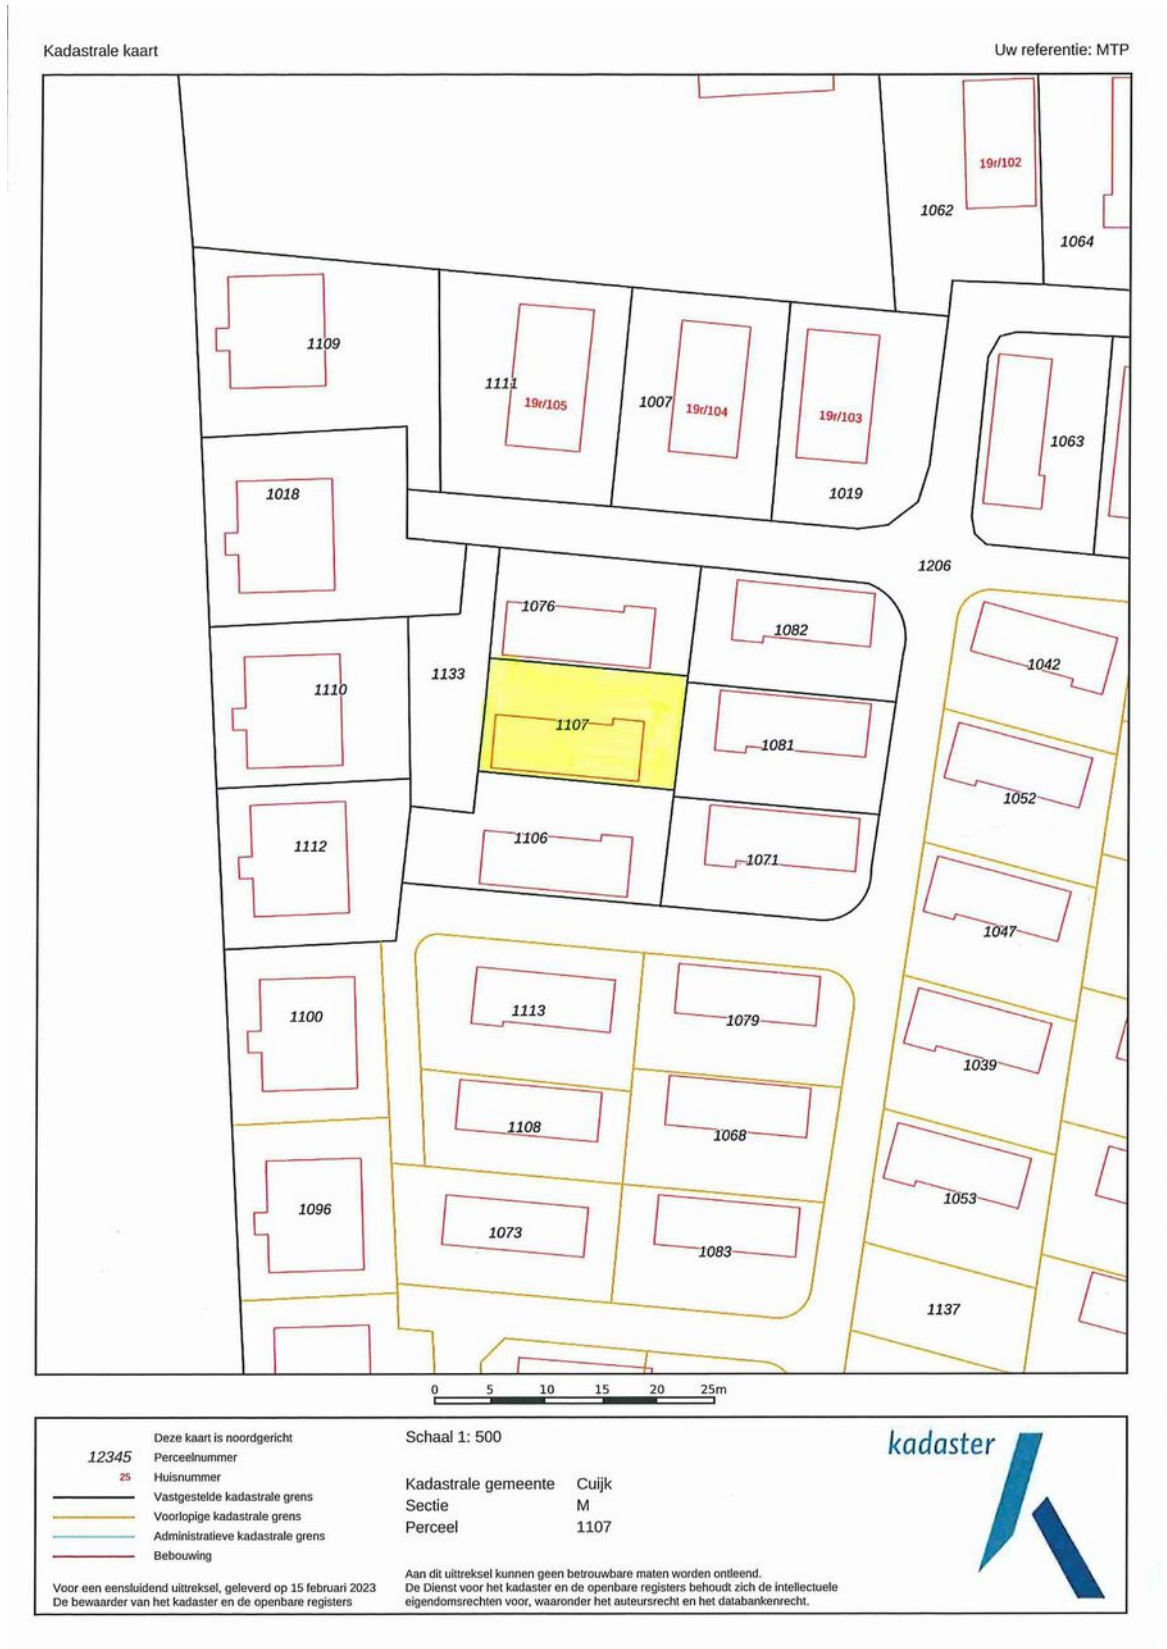 Kadastrale kaart
Uw referentie: MTP
19r/102
1062
1064
1109
1111
19r/105
1007
19r/104
19r/103
1063
1018
1019
1206
1076
1082
1042
1133
1110
1107
1081
1052
1112
1106
1071
1047
1100
1113
1079
1039
1108
1068
1053
1096
1073
1083
1137
0 5 10 15 20 25m
Deze kaart is noordgericht
12345 Perceelnummer
25 Huisnummer
Vastgestelde kadastrale grens
Voorlopige kadastrale grens
Administratieve kadastrale grens
Bebouwing
Voor een eensluidend uittreksel, geleverd op 15 februari 2023
De bewaarder van het kadaster en de openbare registers
Schaal 1: 500
Kadastrale gemeente Cuijk
Sectie M
Perceel 1107
Aan dit uittreksel kunnen geen betrouwbare maten worden ontleend.
De Dienst voor het kadaster en de openbare registers behoudt zich de intellectuele
eigendomsrechten voor, waaronder het auteursrecht en het databankenrecht.
kadaster